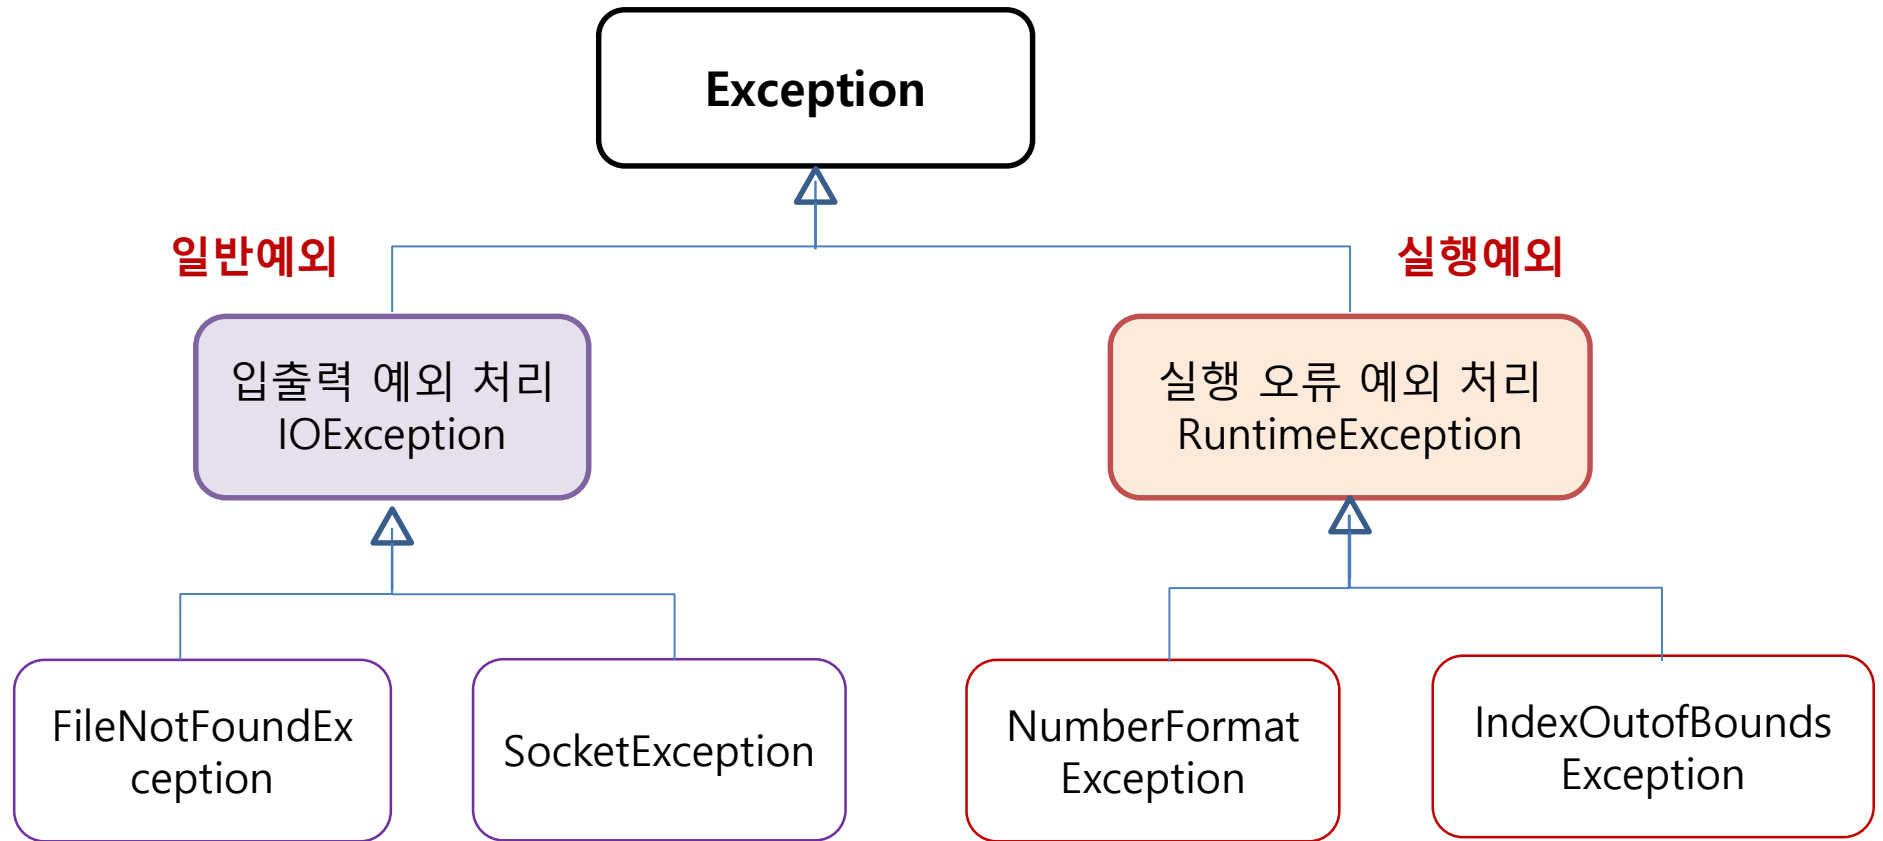 Exception
일반예외
실행예외
입출력 예외 처리
IOException
실행 오류 예외 처리
RuntimeException
FileNotFoundEx
ception
SocketException
NumberFormat
Exception
IndexOutofBounds
Exception